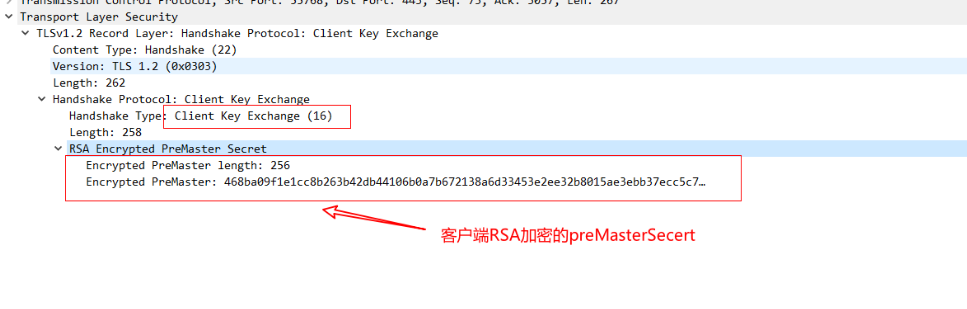 Transmission Control Protocol, Src Port: 55768, Dst Port: 443, Seq: 75, Ack: 5057, Len: 267
Transport Layer Security
TLSv1.2 Record Layer: Handshake Protocol: Client Key Exchange
Content Type: Handshake (22)
Version: TLS 1.2 (0x0303)
Length: 262
Handshake Protocol: Client Key Exchange
Handshake Type: Client Key Exchange (16)
Length: 258
RSA Encrypted PreMaster Secret
Encrypted PreMaster length: 256
Encrypted PreMaster: 468ba09f1e1cc8b263b42db44106b0a7b672138a6d33453e2ee32b8015ae3ebb37ecc5c7…
客户端RSA加密的preMasterSecert